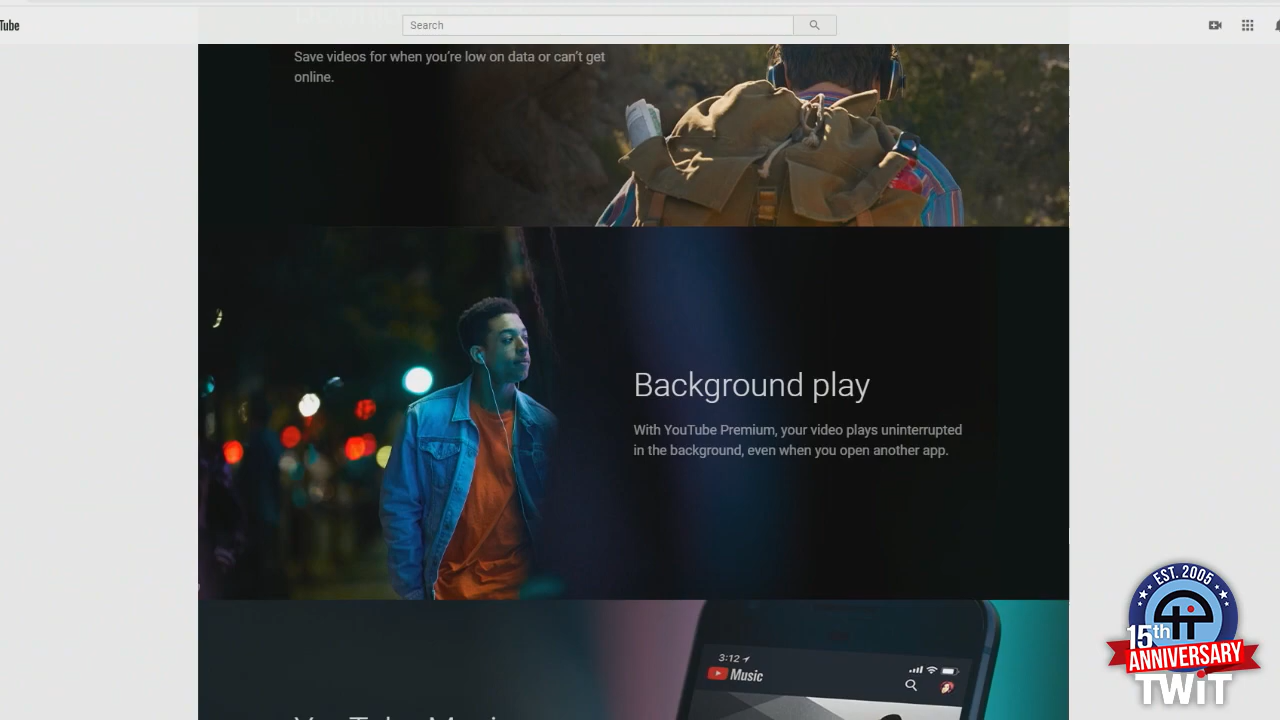 Tube
Search
Save videos for when you're low on data or can't get
online.
Background play
With YouTube Premium, your video plays uninterrupted
in the background, even when you open another app.
3:12
Music
YouTube Music
EST. 2005
15th
ANNIVERSARY
TWiT